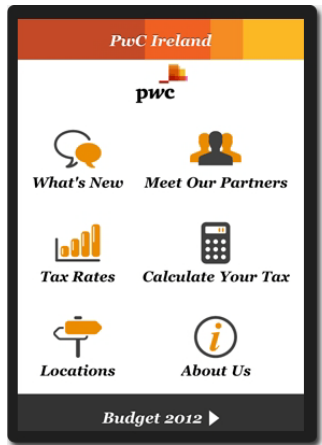 PwC Ireland
pwc
What's New
Meet Our Partners
Tax Rates
Calculate Your Tax
Locations
About Us
Budget 2012